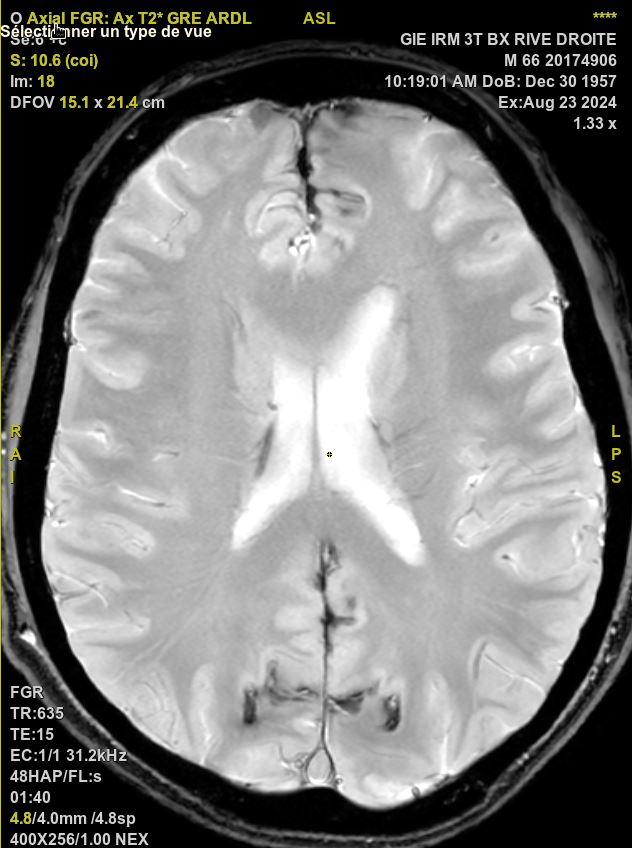 O Axial FGR: Ax T2* GRE ARDL
ASL
****
Sélectionner un type de vue
Se:6 +c
GIE IRM 3T BX RIVE DROITE
S: 10.6 (coi)
M 66 20174906
Im: 18
10:19:01 AM DoB: Dec 30 1957
DFOV 15.1 x 21.4 cm
Ex:Aug 23 2024
1.33 x
R
A
I
L
P
S
FGR
TR:635
TE:15
EC:1/1 31.2kHz
48HAP/FL:s
01:40
4.8/4.0mm /4.8sp
400X256/1.00 NEX